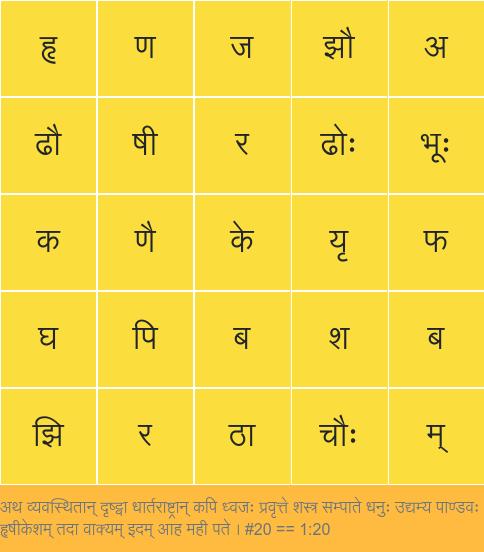 हृ ण ज झौ अ
ढौ षी र ढोः भूः
क णै के यृ फ
घ पि ब श ब
झि र ठा चौः म्
अथ व्यवस्थितान् दृष्ट्वा धार्तराष्ट्रान् कपि ध्वजः प्रवृत्ते शस्त्र सम्पाते धनुः उद्यम्य पाण्डवः
हृषीकेशम् तदा वाक्यम् इदम् आह मही पते । #20 == 1:20